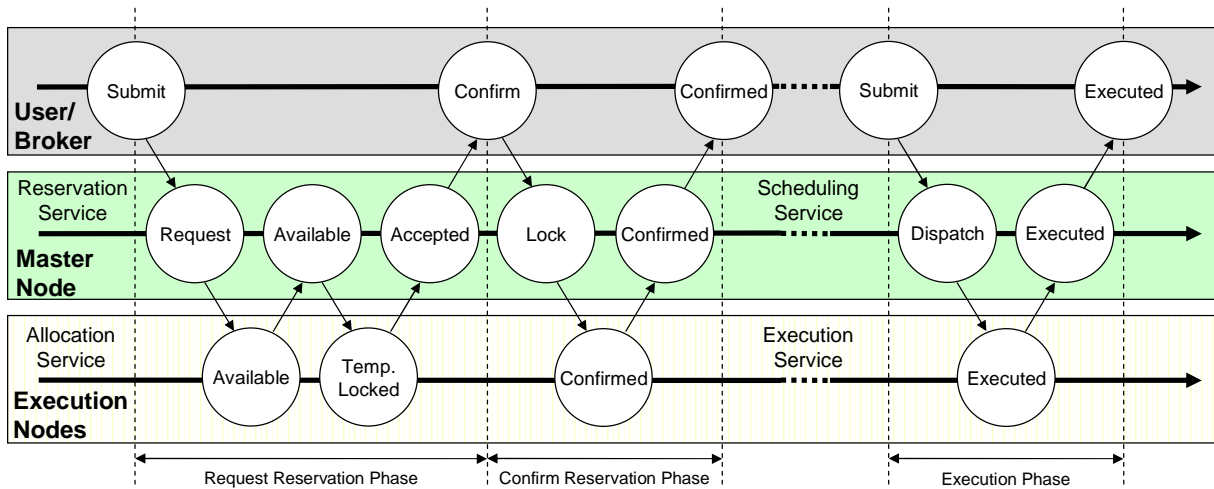 Submit
Confirm
Confirmed
Submit
Executed
User/
Broker
Reservation
Service
Scheduling
Service
Request
Available
Accepted
Lock
Confirmed
Dispatch
Executed
Master
Node
Allocation
Service
Execution
Service
Available
Temp.
Locked
Confirmed
Executed
Execution
Nodes
Request Reservation Phase
Confirm Reservation Phase
Execution Phase